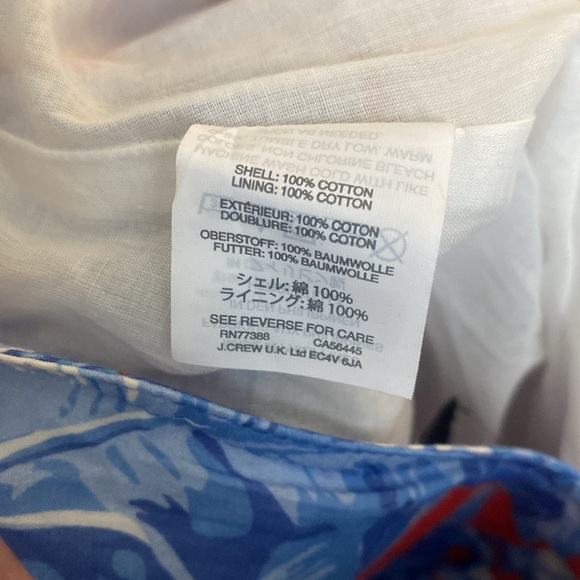 SHELL: 100% COTTON
LINING: 100% COTTON
EXTÉRIEUR: 100% COTON
DOUBLURE: 100% COTON
OBERSTOFF: 100% BAUMWOLLE
FUTTER: 100% BAUMWOLLE
シェル: 綿 100%
ライニング: 綿 100%
SEE REVERSE FOR CARE
RN77388 CA56445
J.CREW U.K. Ltd EC4V 6JA